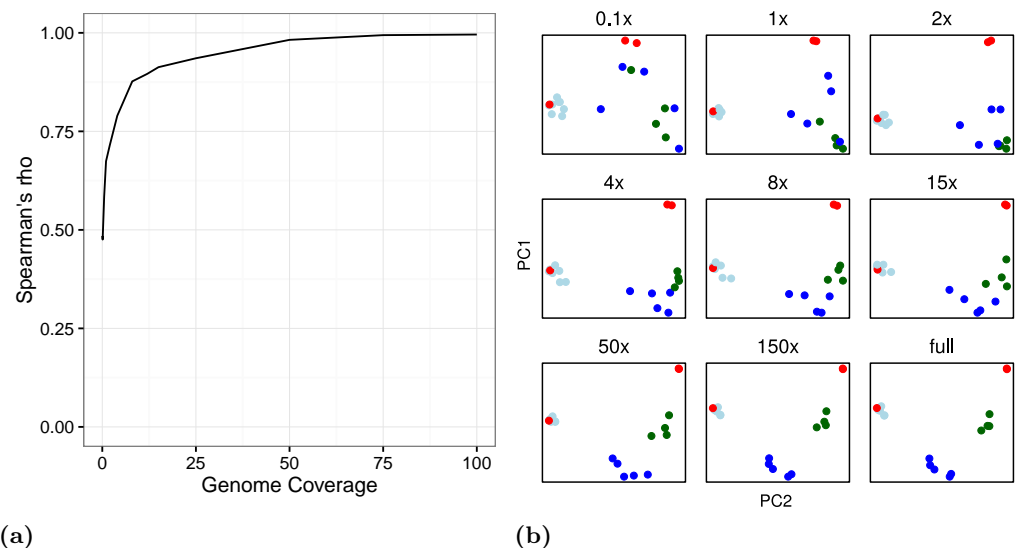 1.00
0.75
0.50
0.25
0.00
Spearman's rho
0
25
50
75
100
Genome Coverage
(a)
0.1x
1x
2x
4x
8x
15x
50x
150x
full
PC1
PC2
(b)